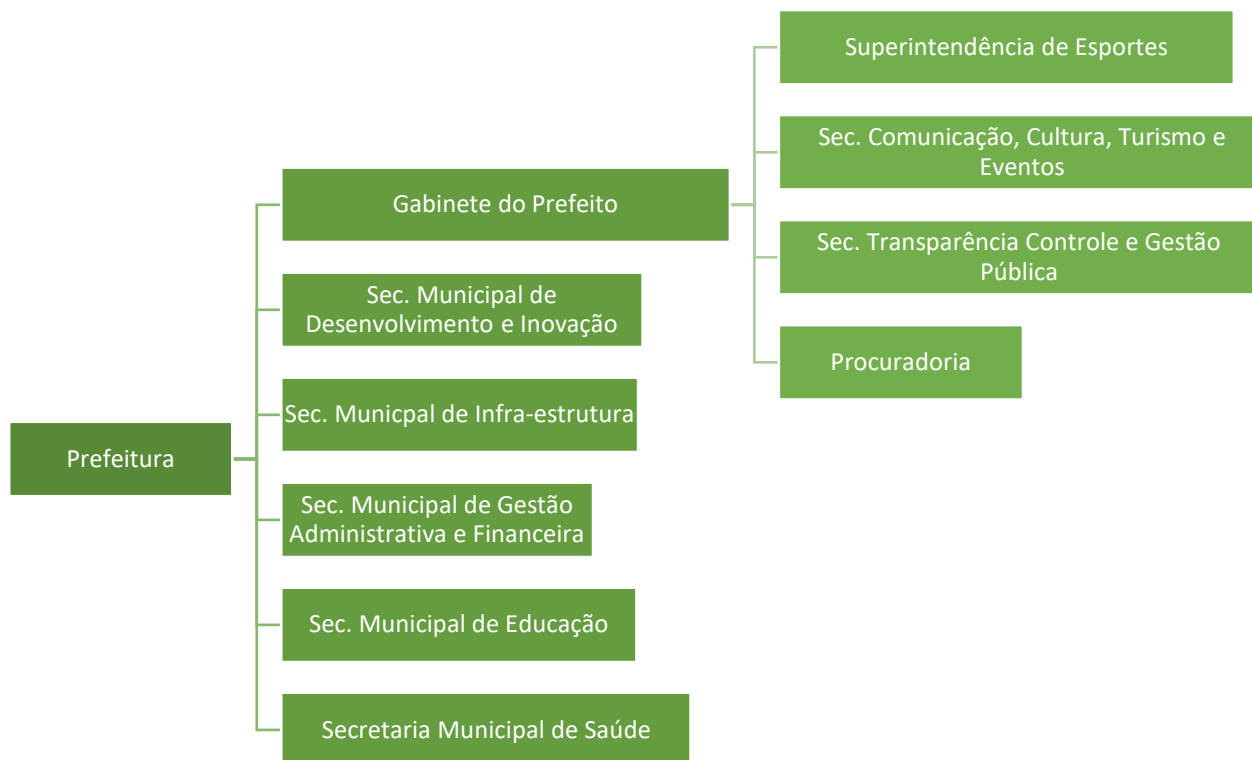 Superintendência de Esportes
Sec. Comunicação, Cultura, Turismo e
Eventos
Gabinete do Prefeito
Sec. Transparência Controle e Gestão
Pública
Sec. Municipal de
Desenvolvimento e Inovação
Procuradoria
Sec. Municpal de Infra-estrutura
Prefeitura
Sec. Municipal de Gestão
Administrativa e Financeira
Sec. Municipal de Educação
Secretaria Municipal de Saúde